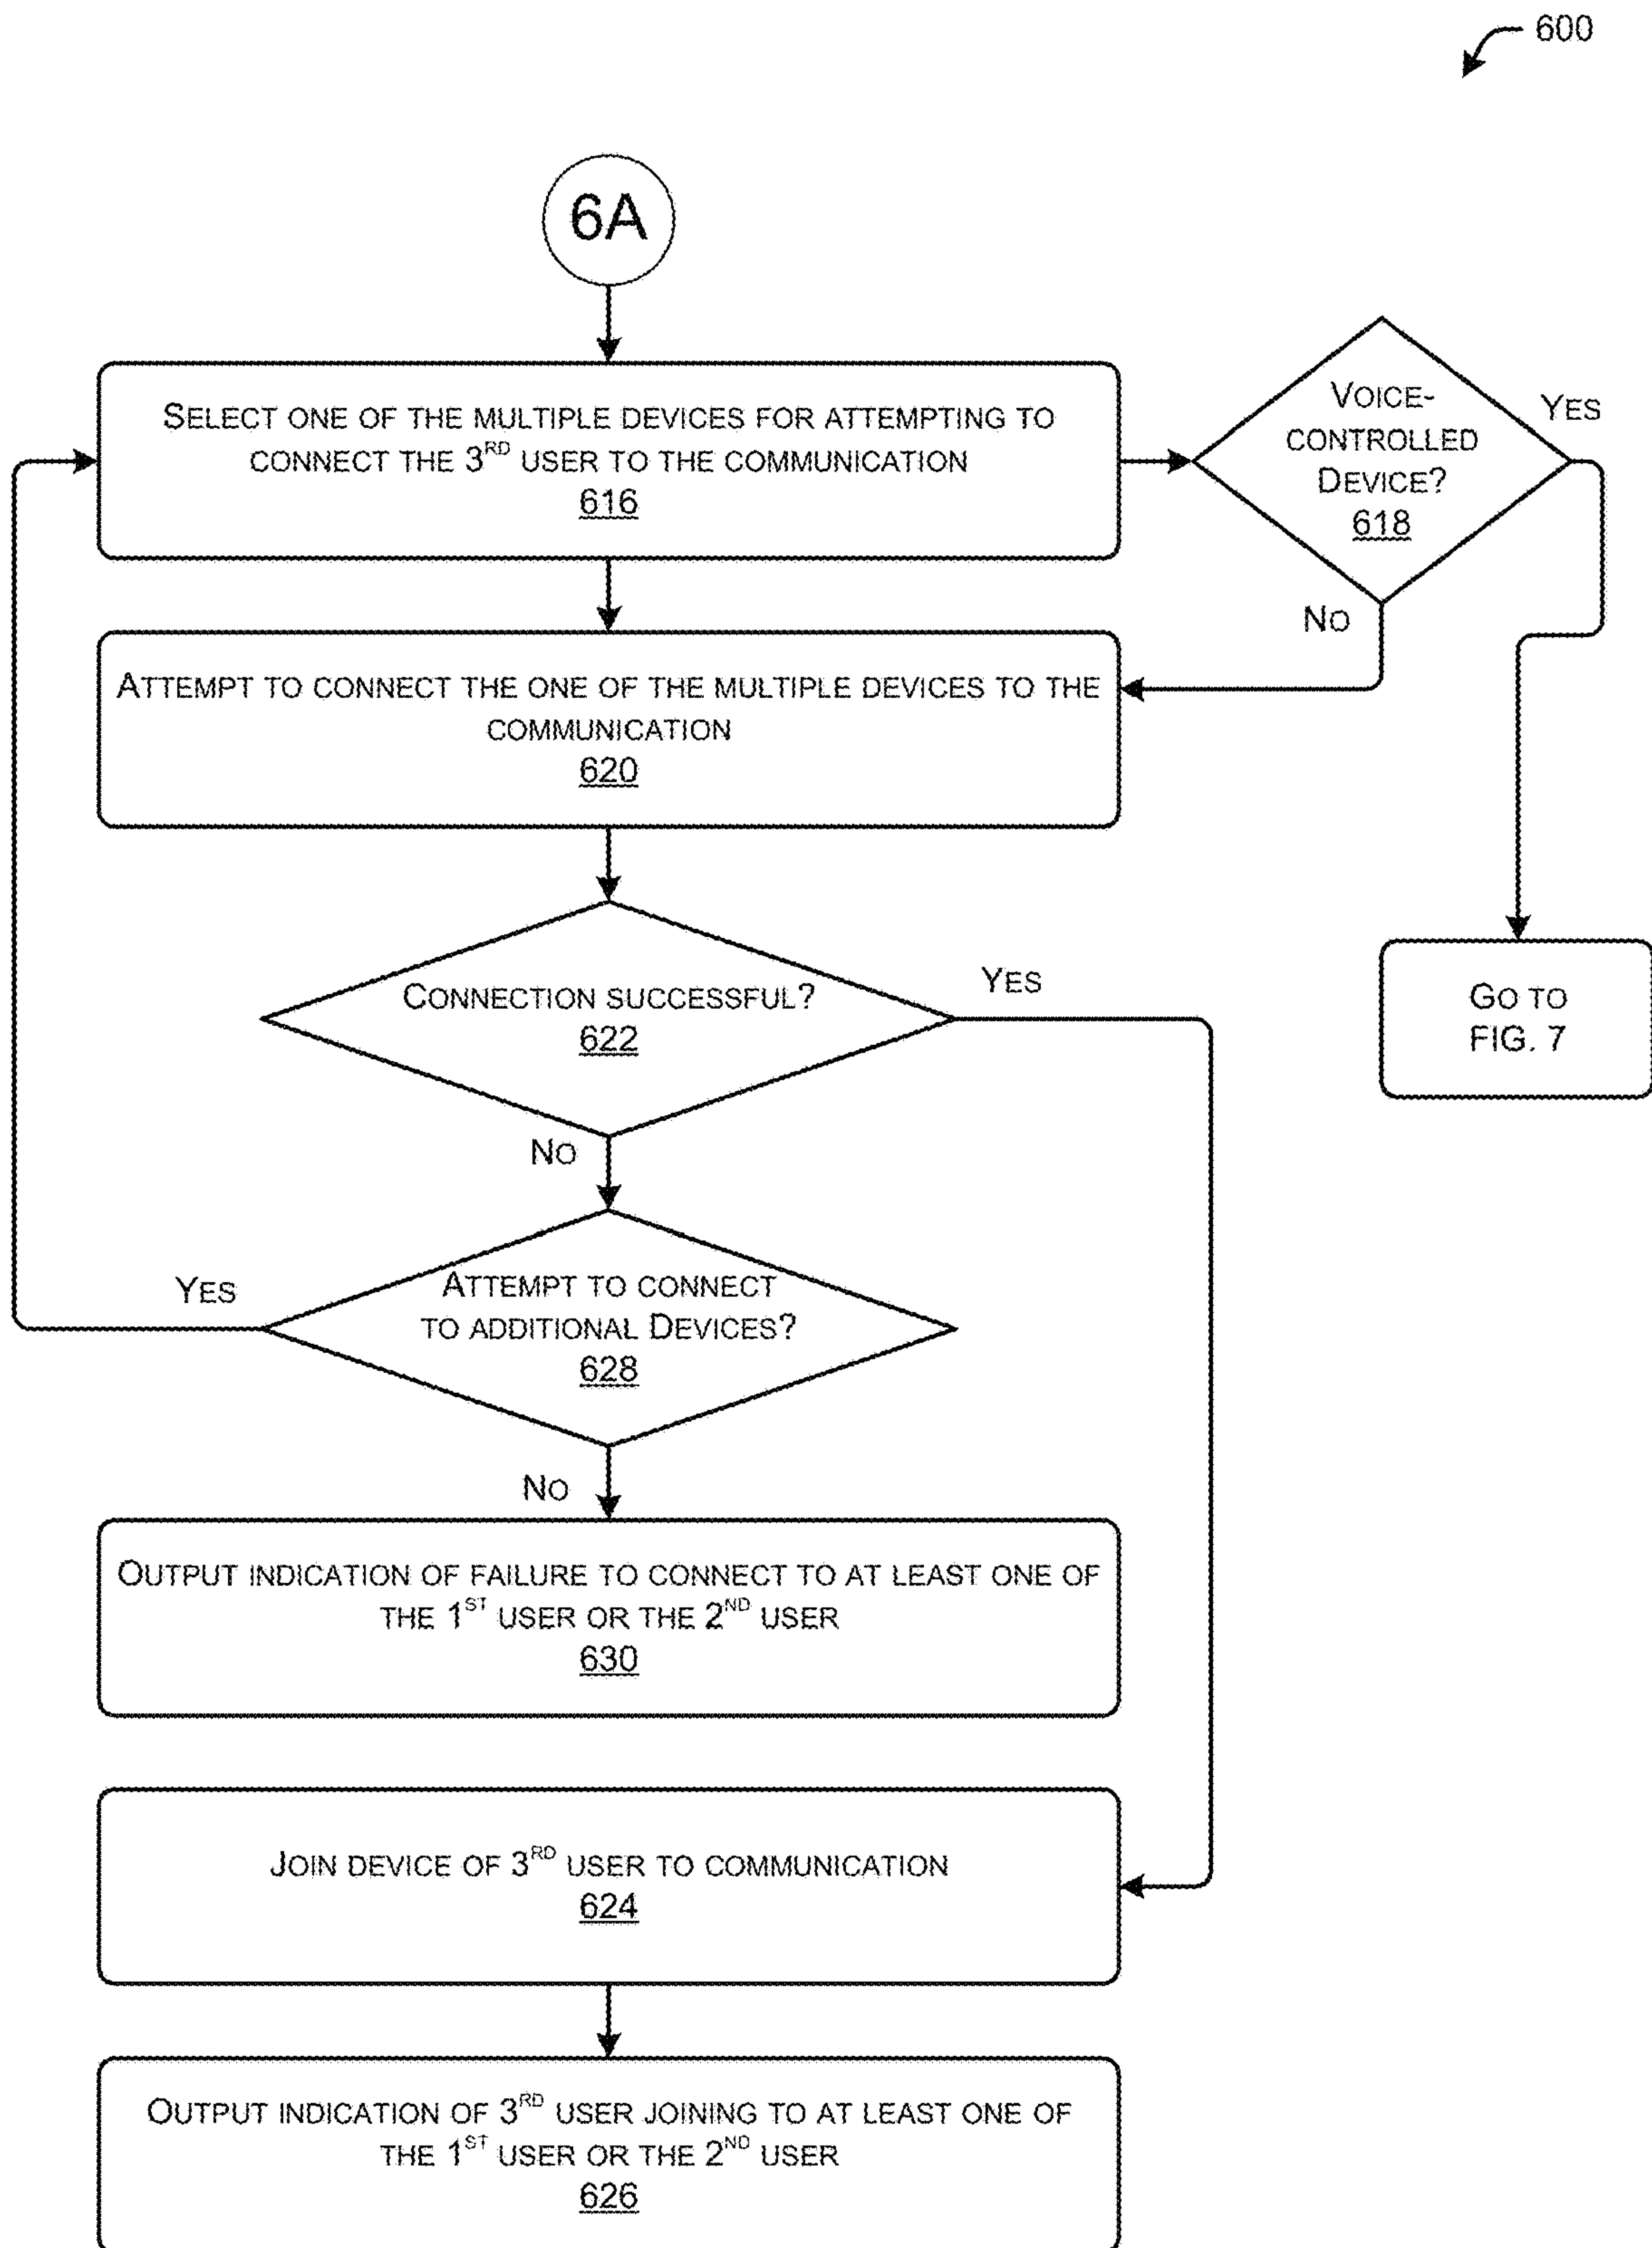 600
6A
SELECT ONE OF THE MULTIPLE DEVICES FOR ATTEMPTING TO
CONNECT THE 3RD USER TO THE COMMUNICATION
616
VOICE-
CONTROLLED
DEVICE?
618
YES
NO
ATTEMPT TO CONNECT THE ONE OF THE MULTIPLE DEVICES TO THE
COMMUNICATION
620
CONNECTION SUCCESSFUL?
622
YES
NO
GO TO
FIG. 7
ATTEMPT TO CONNECT
TO ADDITIONAL DEVICES?
628
YES
NO
OUTPUT INDICATION OF FAILURE TO CONNECT TO AT LEAST ONE OF
THE 1ST USER OR THE 2ND USER
630
JOIN DEVICE OF 3RD USER TO COMMUNICATION
624
OUTPUT INDICATION OF 3RD USER JOINING TO AT LEAST ONE OF
THE 1ST USER OR THE 2ND USER
626